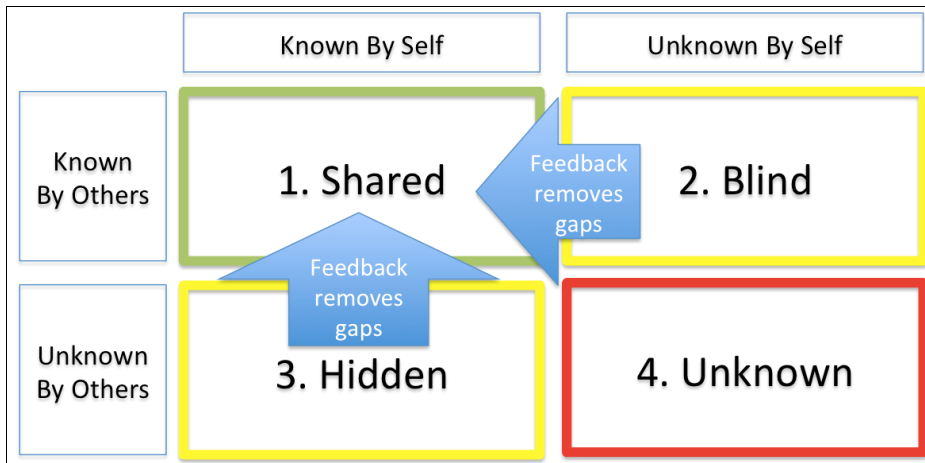 Known By Self
Unknown By Self
Known
By Others
1. Shared
Feedback
removes
gaps
2. Blind
Feedback
removes
gaps
Unknown
By Others
3. Hidden
4. Unknown